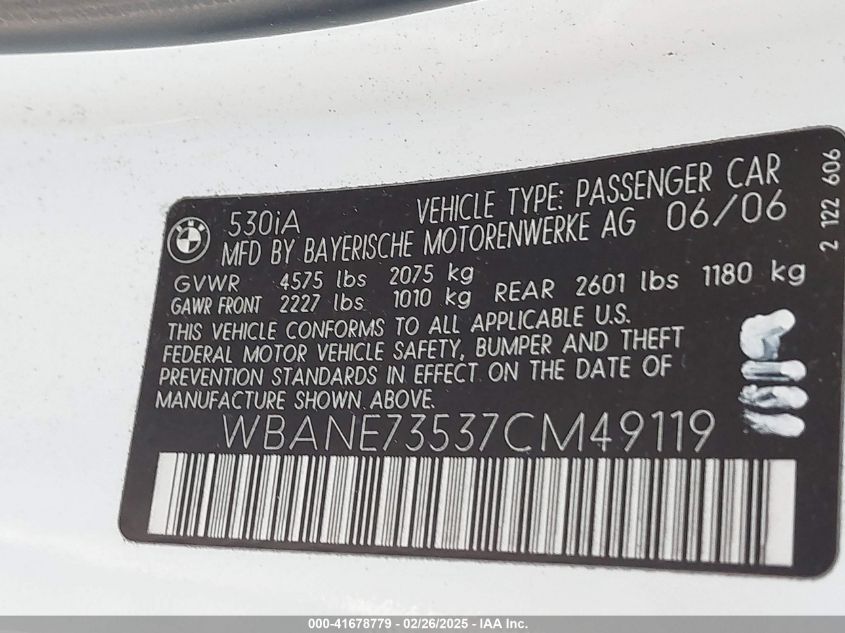 530iA VEHICLE TYPE: PASSENGER CAR
MFD BY BAYERISCHE MOTORENWERKE AG 06/06
GVWR 4575 lbs 2075 kg
GAWR FRONT 2227 lbs 1010 kg REAR 2601 lbs 1180 kg
THIS VEHICLE CONFORMS TO ALL APPLICABLE U.S.
FEDERAL MOTOR VEHICLE SAFETY, BUMPER AND THEFT
PREVENTION STANDARDS IN EFFECT ON THE DATE OF
MANUFACTURE SHOWN ABOVE.
WBANE73537CM49119
2 122 606
000-41678779 - 02/26/2025 - IAA Inc.